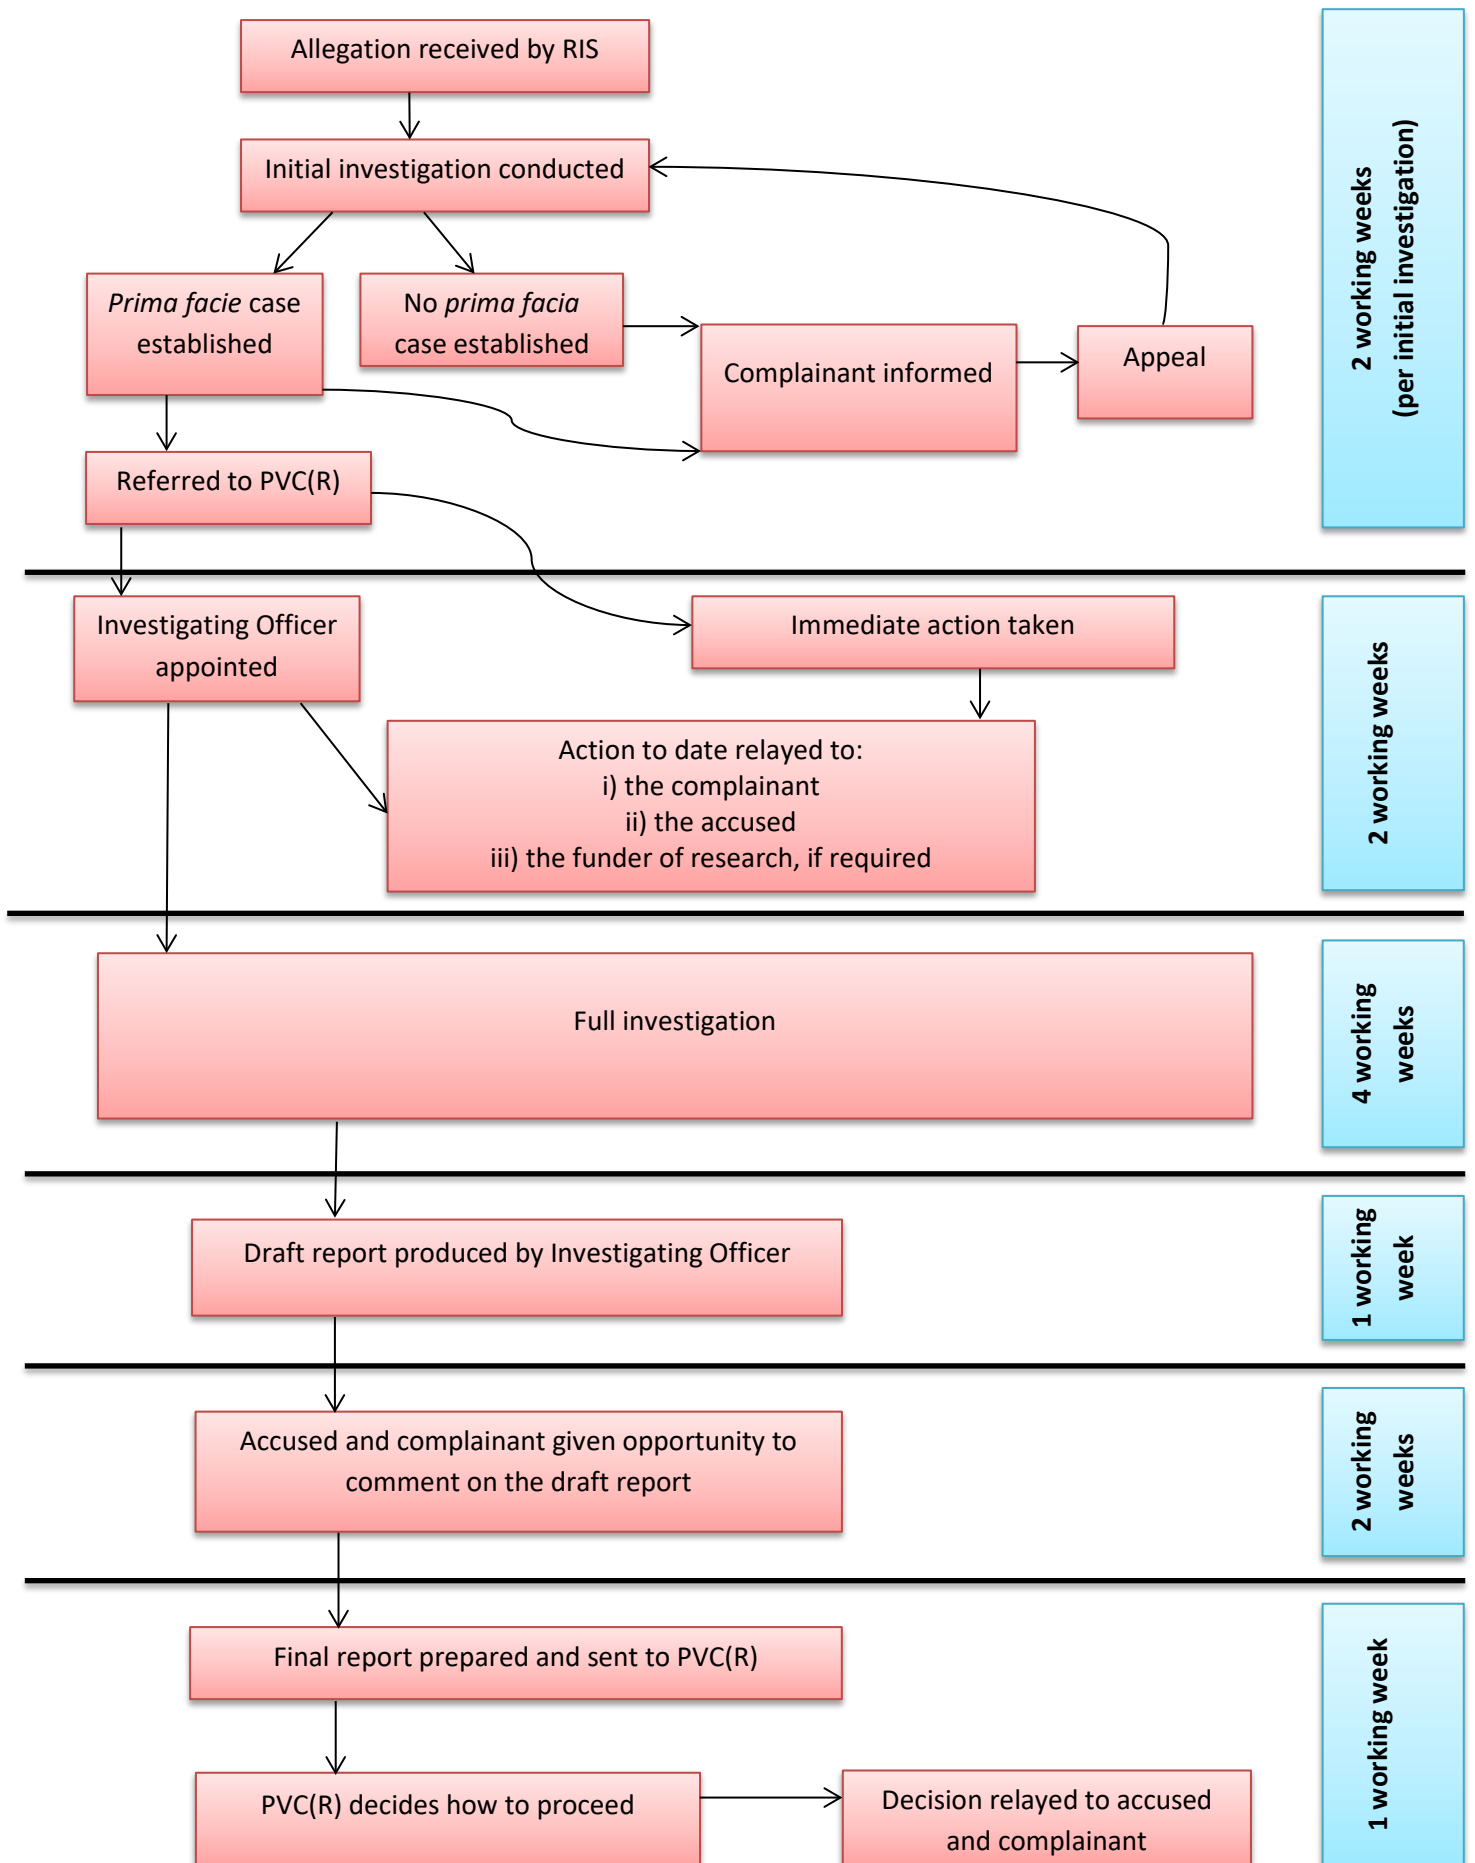 Allegation received by RIS
Initial investigation conducted
Prima facie case
established
No prima facia
case established
Complainant informed
Appeal
Referred to PVC(R)
2 working weeks
(per initial investigation)
Investigating Officer
appointed
Immediate action taken
Action to date relayed to:
i) the complainant
ii) the accused
iii) the funder of research, if required
2 working weeks
Full investigation
4 working
weeks
Draft report produced by Investigating Officer
1 working
week
Accused and complainant given opportunity to
comment on the draft report
2 working
weeks
Final report prepared and sent to PVC(R)
PVC(R) decides how to proceed
Decision relayed to accused
and complainant
1 working week